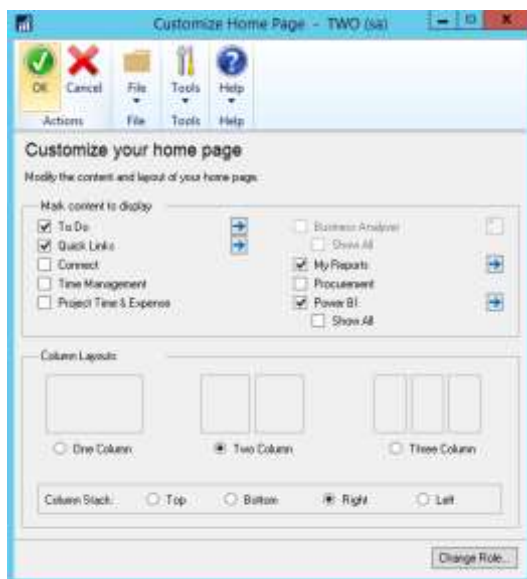 Customize Home Page - TWO (sa)
OK Cancel File Tools Help
Actions File Tools Help
Customize your home page
Modify the content and layout of your home page.
Mark content to display
To Do
Quick Links
Connect
Time Management
Project Time & Expense
Business Analyzer
Show All
My Reports
Procurement
Power BI
Show All
Column Layouts
One Column Two Column Three Column
Column Stack: Top Bottom Right Left
Change Role...